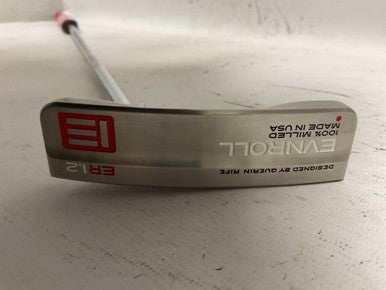 DESIGNED BY GUERIN RIFE
EVNROLL
100% MILLED
MADE IN USA
ER1.2